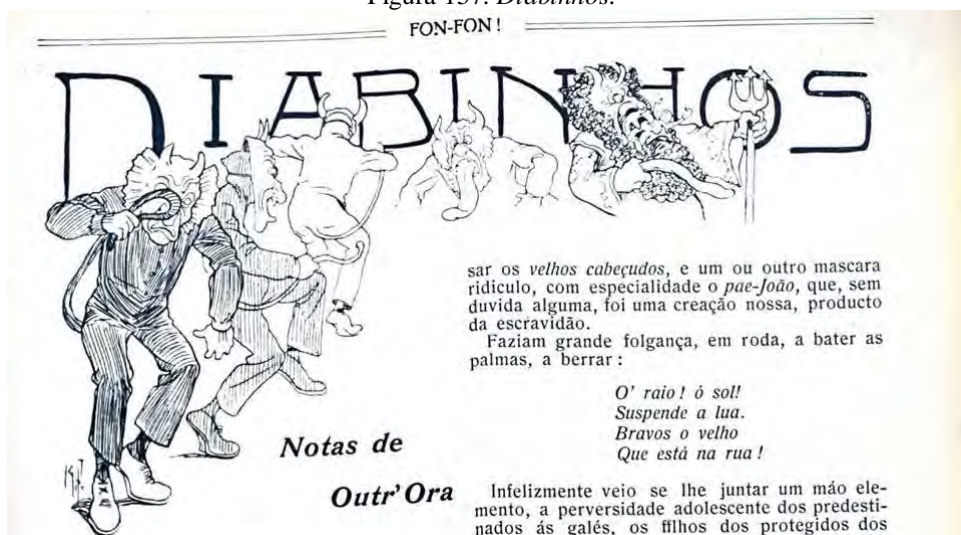 Figura 157. Diabinhos.
FON-FON!
DIABINHOS
sar os velhos cabeçudos, e um ou outro mascara
ridiculo, com especialidade o pae-João, que, sem
duvida alguma, foi uma creação nossa, producto
da escravidão.
Faziam grande folgança, em roda, a bater as
palmas, a berrar :
O' raio ! ó sol!
Suspende a lua.
Bravos o velho
Que está na rua !
Notas de
Outr'Ora
Infelizmente veio se lhe juntar um máo ele-
mento, a perversidade adolescente dos predesti-
nados ás galés, os ffilhos dos protegidos dos